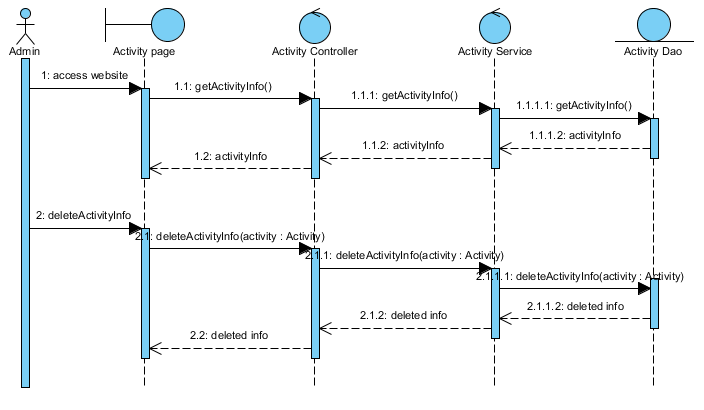 Admin
Activity page
Activity Controller
Activity Service
Activity Dao
1: access website
1.1: getActivityInfo()
1.1.1: getActivityInfo()
1.1.1.1: getActivityInfo()
1.1.1.2: activityInfo
1.1.2: activityInfo
1.2: activityInfo
2: deleteActivityInfo
2.1: deleteActivityInfo(activity : Activity)
2.1.1: deleteActivityInfo(activity : Activity)
2.1.1.1: deleteActivityInfo(activity : Activity)
2.1.1.2: deleted info
2.1.2: deleted info
2.2: deleted info